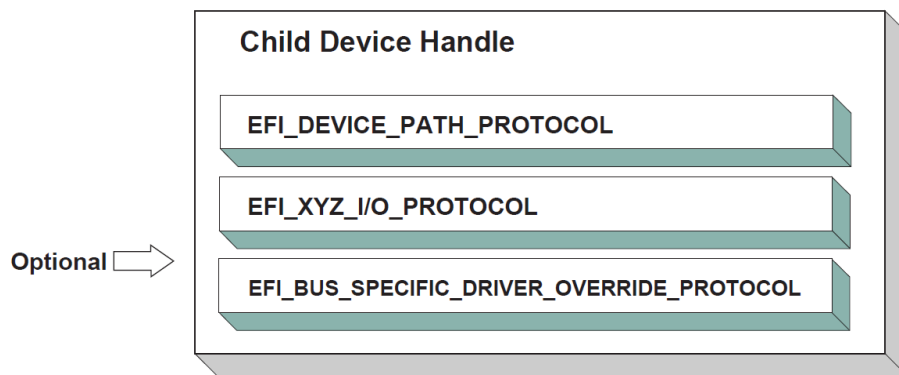 Child Device Handle
EFI_DEVICE_PATH_PROTOCOL
EFI_XYZ_I/O_PROTOCOL
Optional
EFI_BUS_SPECIFIC_DRIVER_OVERRIDE_PROTOCOL